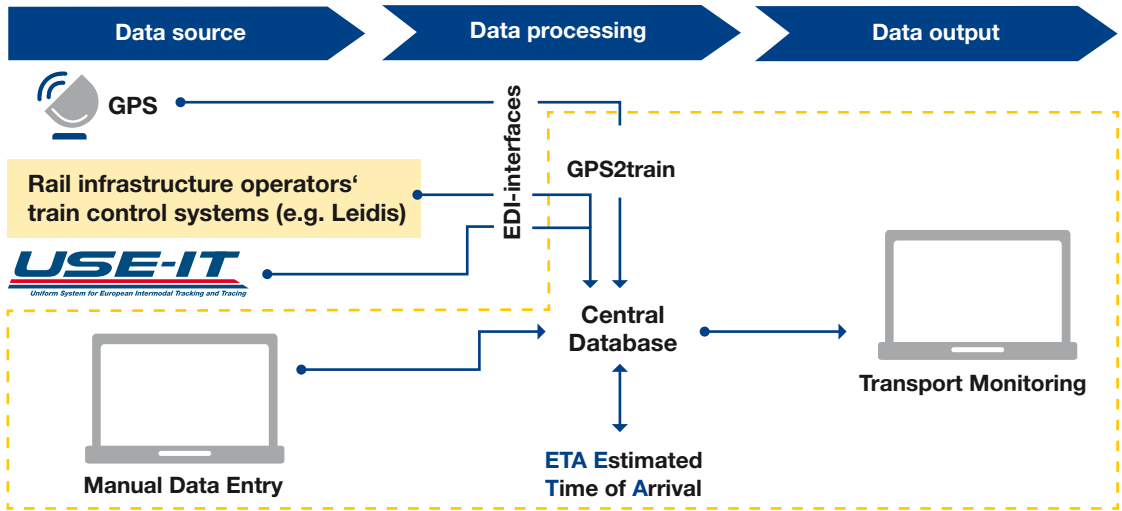 Data source
Data processing
Data output
GPS
EDI-interfaces
GPS2train
Rail infrastructure operators‘
train control systems (e.g. Leidis)
USE-IT
Uniform System for European Intermodal Tracking and Tracing
Central
Database
Transport Monitoring
Manual Data Entry
ETA Estimated
Time of Arrival